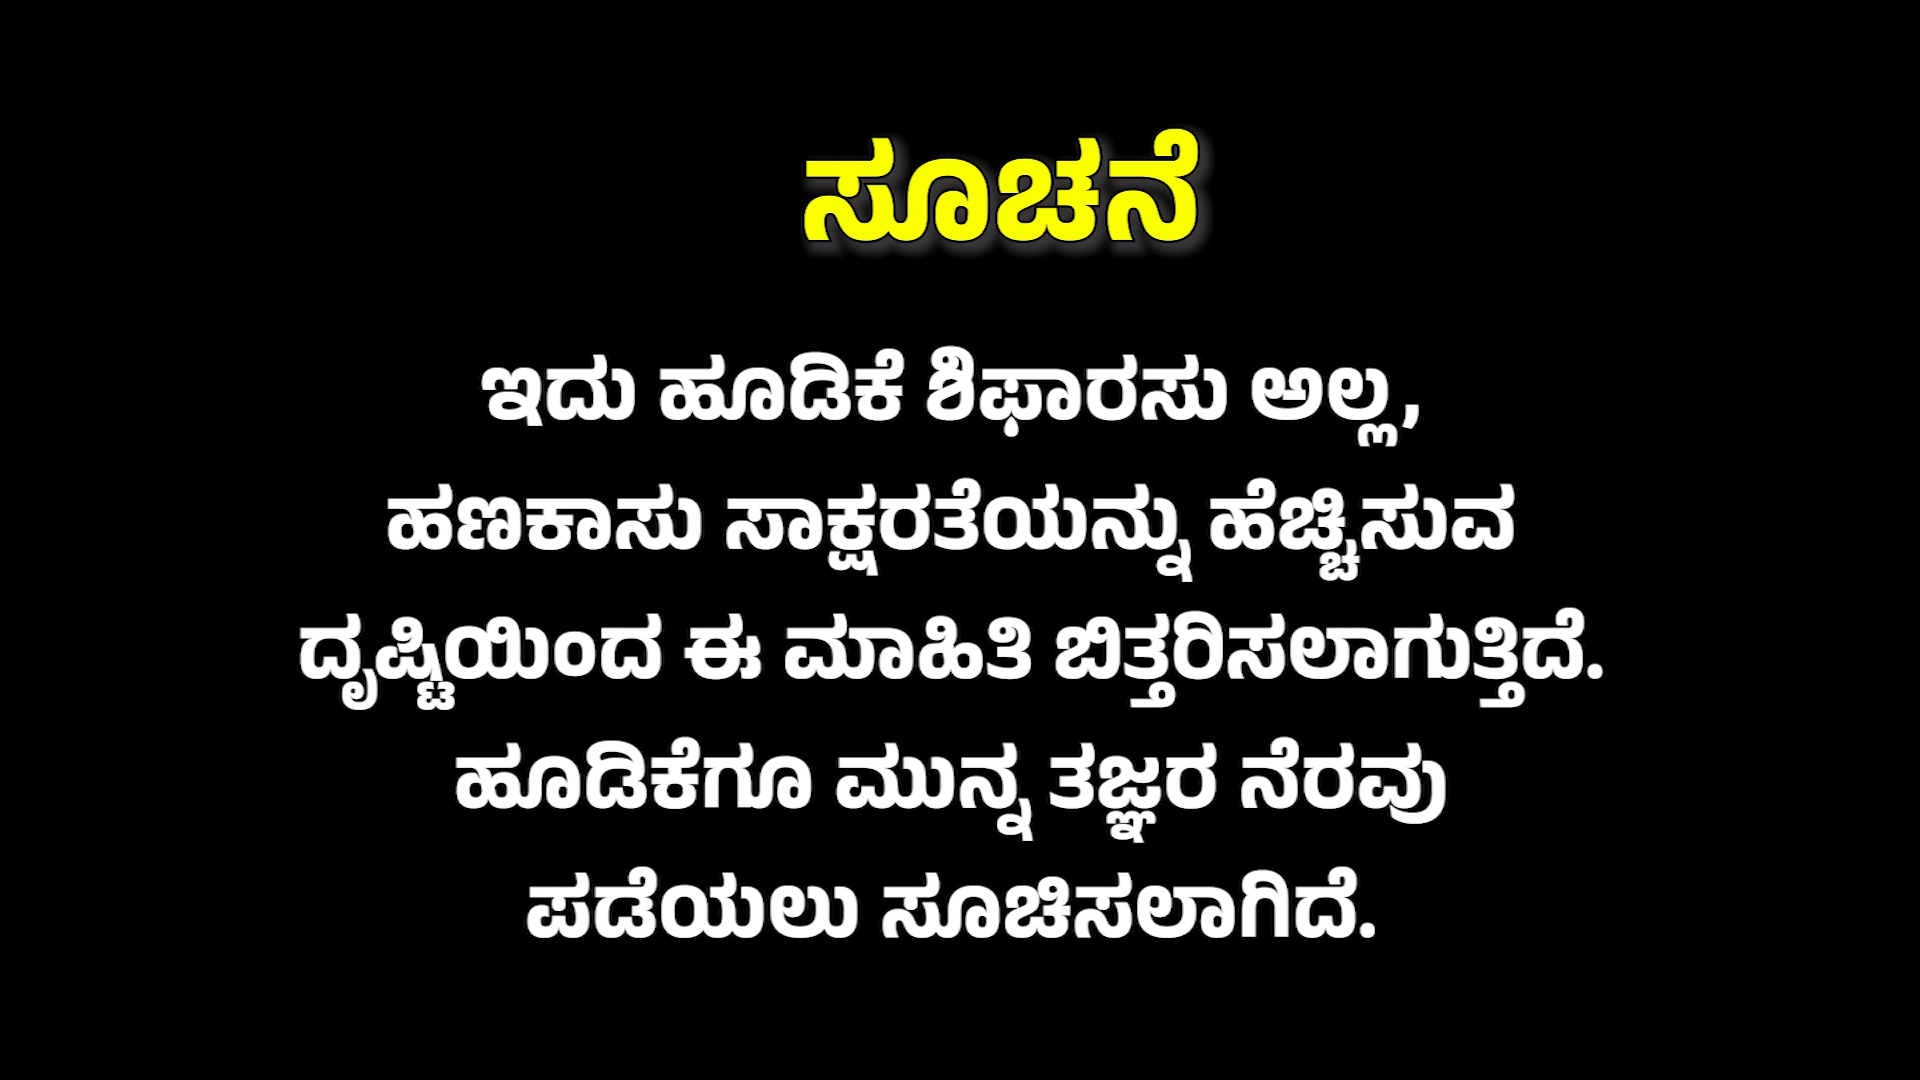 ಸೂಚನೆ
ಇದು ಹೂಡಿಕೆ ಶಿಫಾರಸು ಅಲ್ಲ,
ಹಣಕಾಸು ಸಾಕ್ಷರತೆಯನ್ನು ಹೆಚ್ಚಿಸುವ
ದೃಷ್ಟಿಯಿಂದ ಈ ಮಾಹಿತಿ ಬಿತ್ತರಿಸಲಾಗುತ್ತಿದೆ.
ಹೂಡಿಕೆಗೂ ಮುನ್ನ ತಜ್ಞರ ನೆರವು
ಪಡೆಯಲು ಸೂಚಿಸಲಾಗಿದೆ.